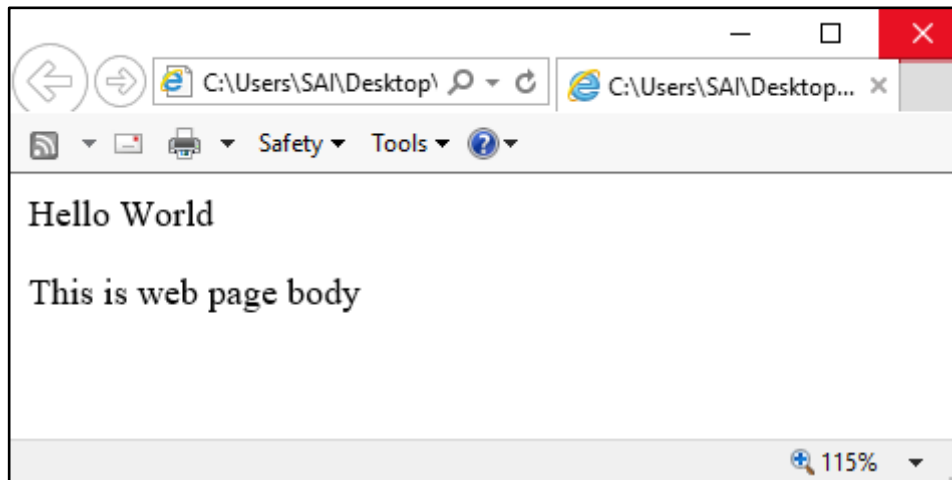 C:\Users\SAI\Desktop\
C:\Users\SAI\Desktop...
Safety
Tools
Hello World
This is web page body
115%